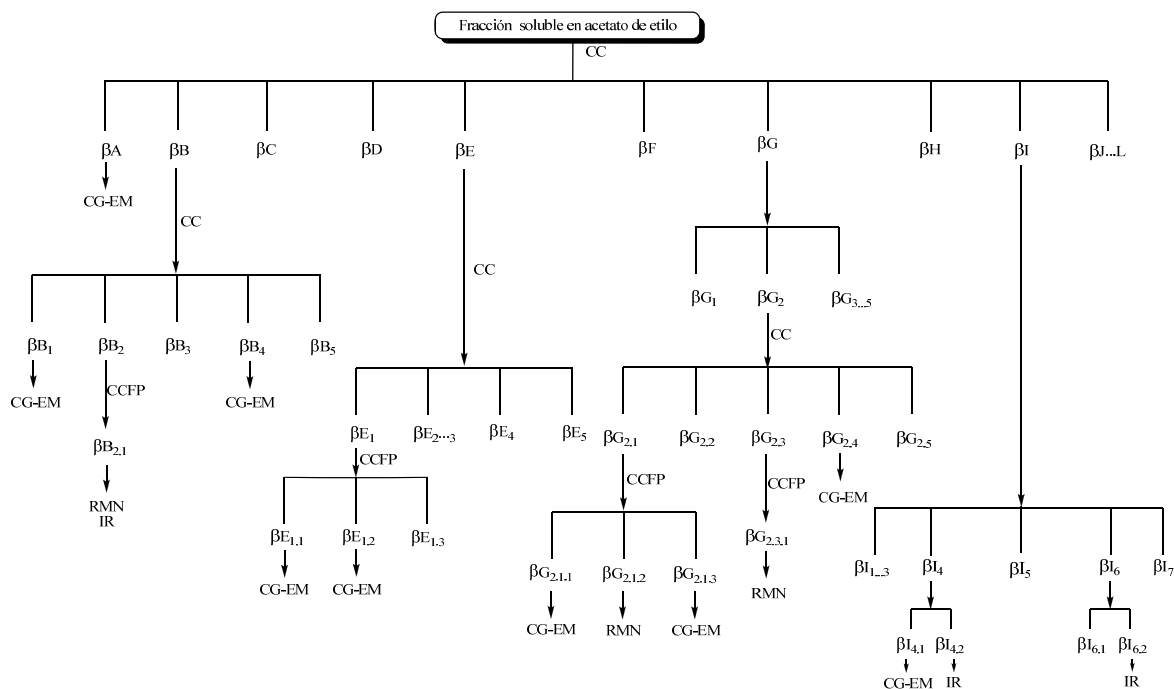 Fracción soluble en acetato de etilo
CC
βA βB βC βD βE βF βG βH βI βJ...L
CG-EM
CC
CC
βG₁ βG₂ βG₃...₅
CC
βB₁ βB₂ βB₃ βB₄ βB₅
CG-EM CCFP CG-EM
βB₂,₁
RMN
IR
βE₁ βE₂...₃ βE₄ βE₅
CCFP
βE₁,₁ βE₁,₂ βE₁,₃
CG-EM CG-EM
βG₂,₁ βG₂,₂ βG₂,₃ βG₂,₄ βG₂,₅
CCFP CCFP CG-EM
βG₂,₁,₁ βG₂,₁,₂ βG₂,₁,₃ βG₂,₃,₁
CG-EM RMN CG-EM RMN
βI₁...₃ βI₄ βI₅ βI₆ βI₇
βI₄,₁ βI₄,₂ βI₆,₁ βI₆,₂
CG-EM IR IR